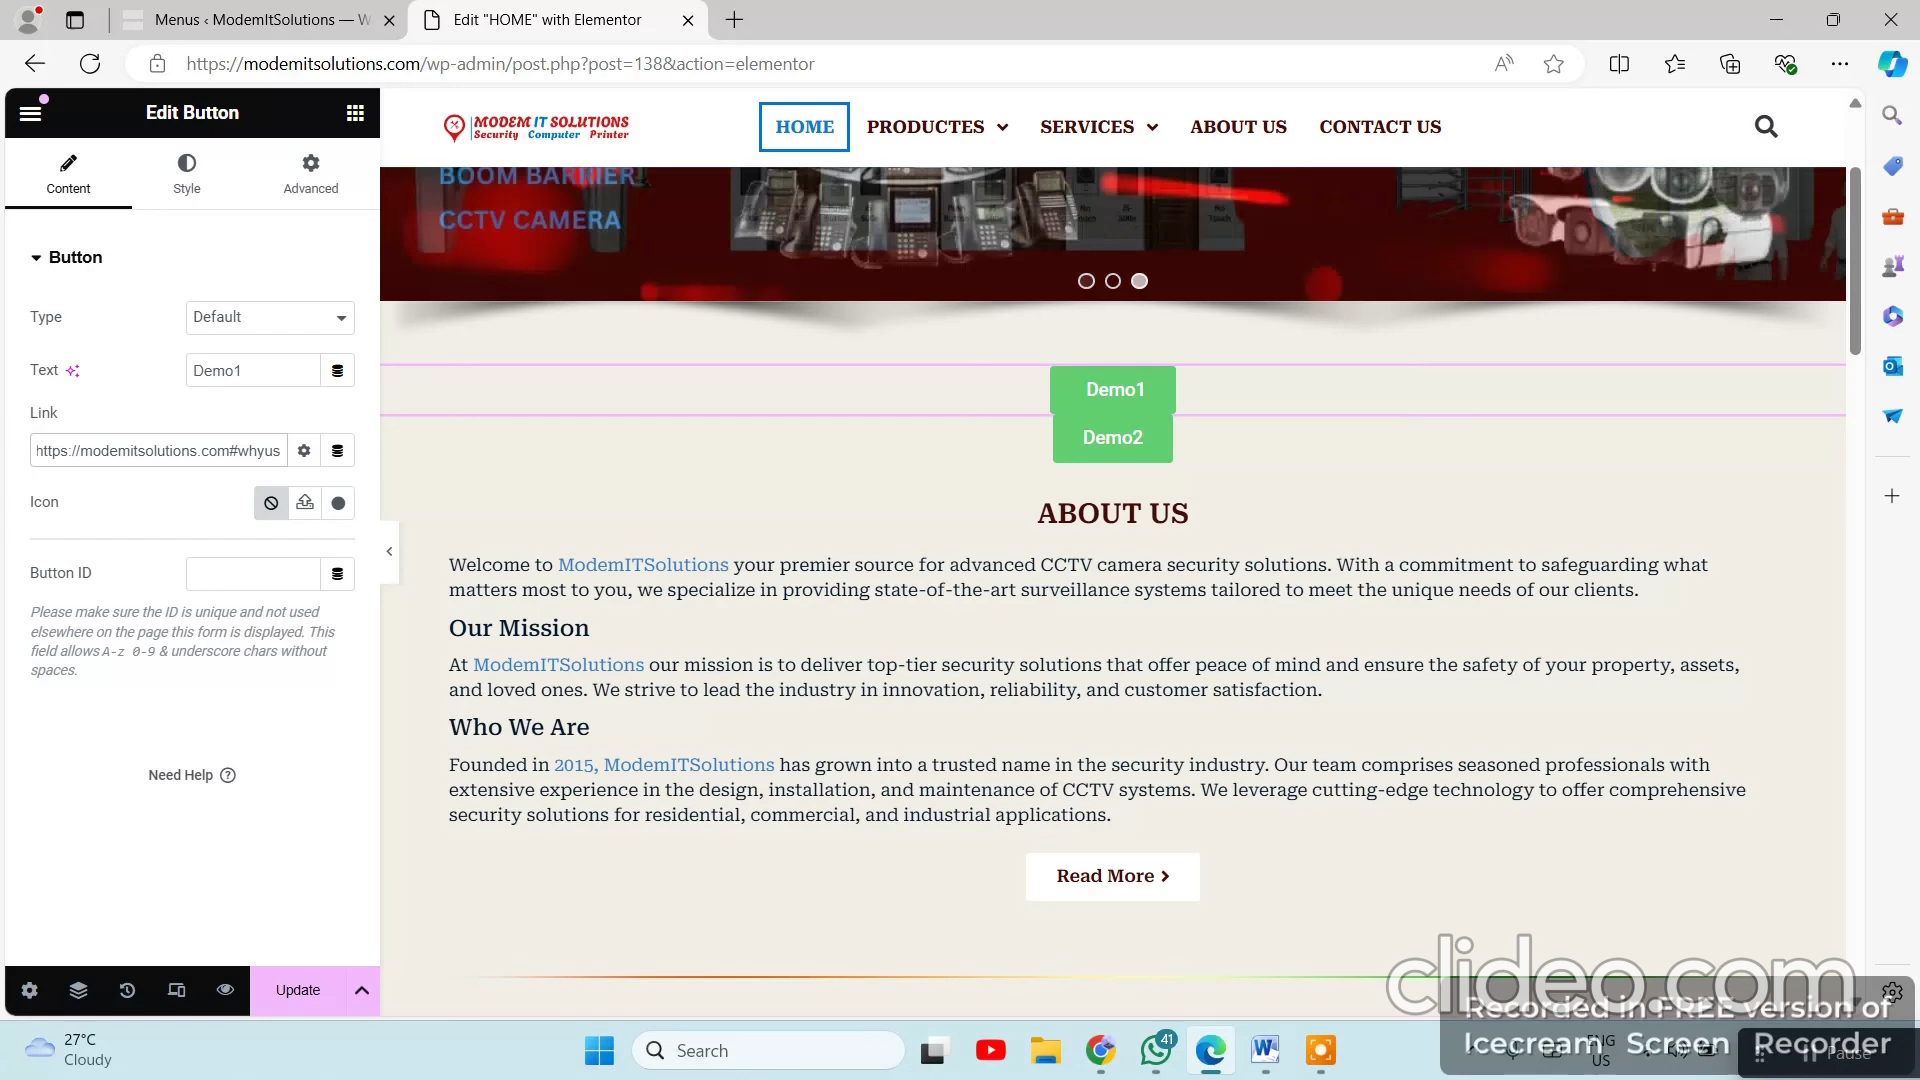 Menus ‹ ModemItSolutions — W
Edit "HOME" with Elementor
https://modemitsolutions.com/wp-admin/post.php?post=138&action=elementor
Edit Button
Content
Style
Advanced
Button
Type
Default
Text
Demo1
Link
https://modemitsolutions.com#whyus
Icon
Button ID
Please make sure the ID is unique and not used
elsewhere on the page this form is displayed. This
field allows A-z 0-9 & underscore chars without
spaces.
Need Help
Update
MODEM IT SOLUTIONS
Security Computer Printer
HOME
PRODUCTES
SERVICES
ABOUT US
CONTACT US
BOOM BARRIER
CCTV CAMERA
Demo1
Demo2
ABOUT US
Welcome to ModemITSolutions your premier source for advanced CCTV camera security solutions. With a commitment to safeguarding what
matters most to you, we specialize in providing state-of-the-art surveillance systems tailored to meet the unique needs of our clients.
Our Mission
At ModemITSolutions our mission is to deliver top-tier security solutions that offer peace of mind and ensure the safety of your property, assets,
and loved ones. We strive to lead the industry in innovation, reliability, and customer satisfaction.
Who We Are
Founded in 2015, ModemITSolutions has grown into a trusted name in the security industry. Our team comprises seasoned professionals with
extensive experience in the design, installation, and maintenance of CCTV systems. We leverage cutting-edge technology to offer comprehensive
security solutions for residential, commercial, and industrial applications.
Read More
clideo.com
Recorded in FREE version of
Icecream Screen Recorder
27°C
Cloudy
Search
41
ENG
US
Pause